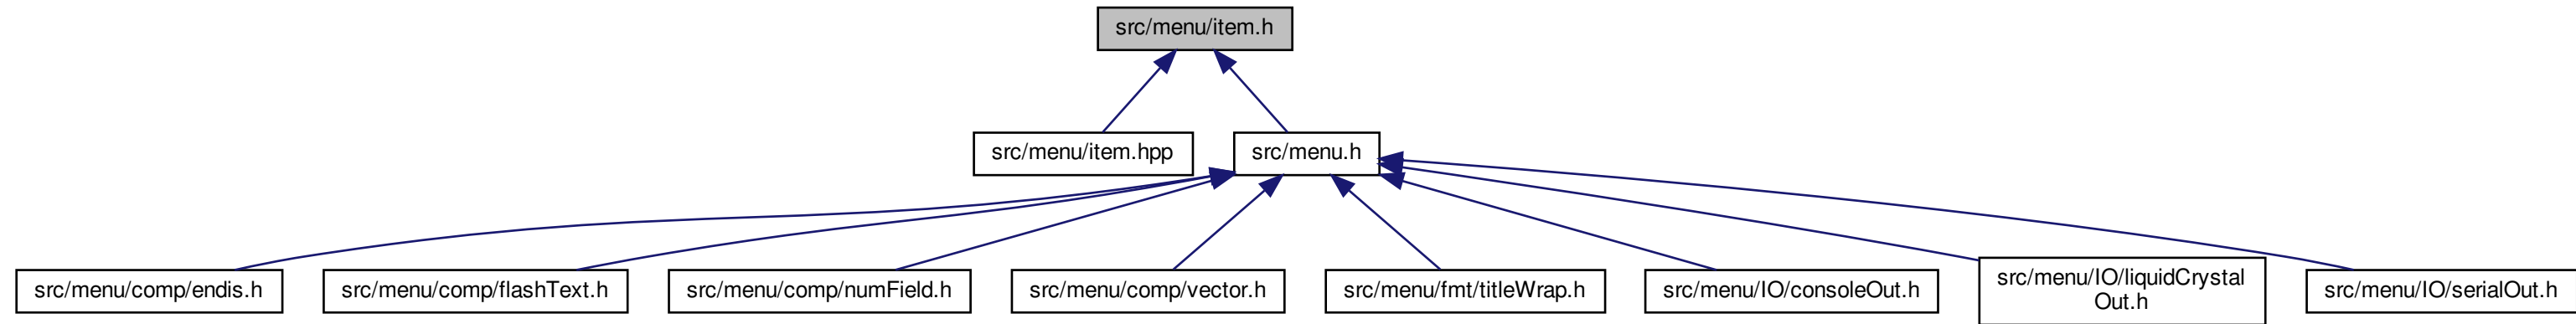 src/menu/item.h
src/menu/item.hpp
src/menu.h
src/menu/comp/endis.h
src/menu/comp/flashText.h
src/menu/comp/numField.h
src/menu/comp/vector.h
src/menu/fmt/titleWrap.h
src/menu/IO/consoleOut.h
src/menu/IO/liquidCrystal
Out.h
src/menu/IO/serialOut.h